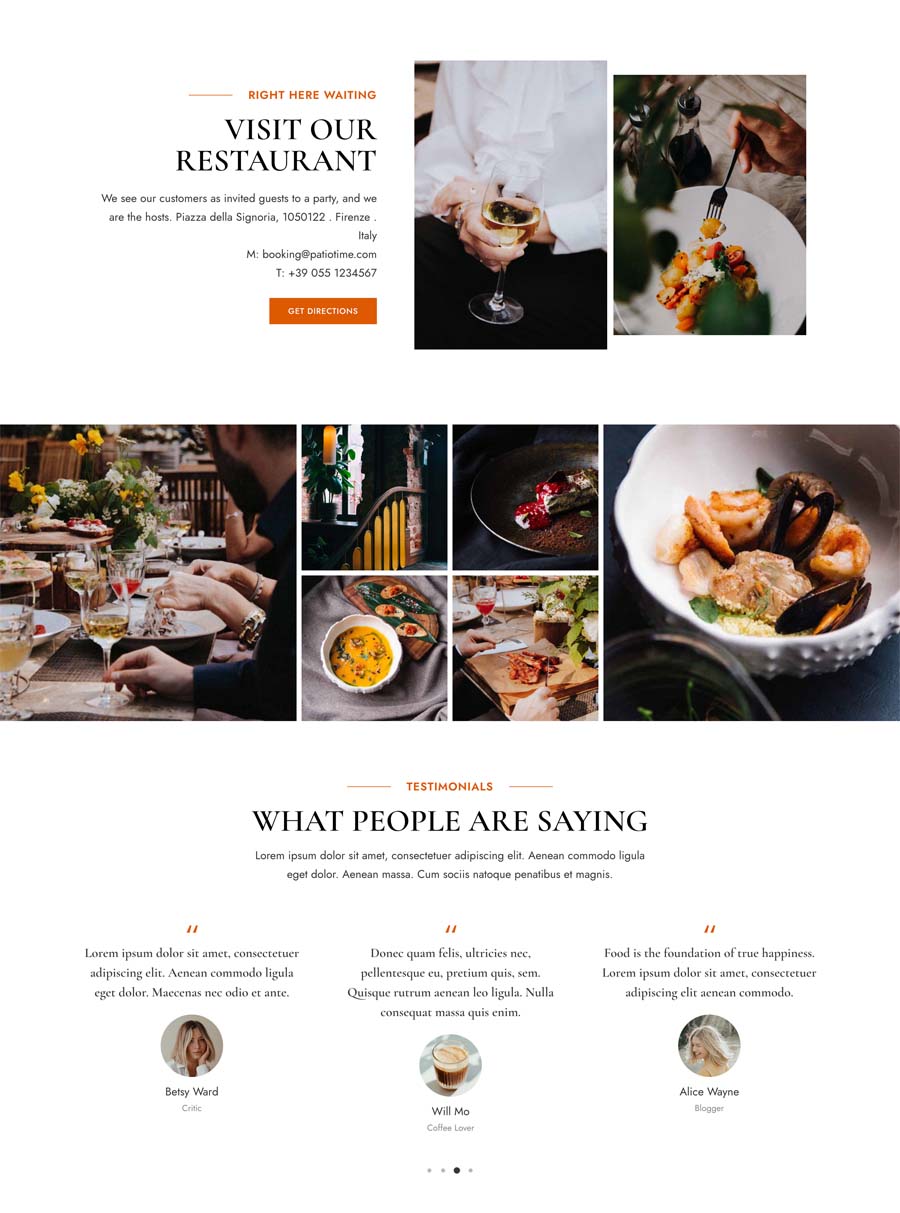 RIGHT HERE WAITING
VISIT OUR
RESTAURANT
We see our customers as invited guests to a party, and we
are the hosts. Piazza della Signoria, 1050122 . Firenze .
Italy
M: booking@patiotime.com
T: +39 055 1234567
GET DIRECTIONS
TESTIMONIALS
WHAT PEOPLE ARE SAYING
Lorem ipsum dolor sit amet, consectetuer adipiscing elit. Aenean commodo ligula
eget dolor. Aenean massa. Cum sociis natoque penatibus et magnis.
“
Lorem ipsum dolor sit amet, consectetuer
adipiscing elit. Aenean commodo ligula
eget dolor. Maecenas nec odio et ante.
Betsy Ward
Critic
“
Donec quam felis, ultricies nec,
pellentesque eu, pretium quis, sem.
Quisque rutrum aenean leo ligula. Nulla
consequat massa quis enim.
Will Mo
Coffee Lover
“
Food is the foundation of true happiness.
Lorem ipsum dolor sit amet, consectetuer
adipiscing elit aenean commodo.
Alice Wayne
Blogger